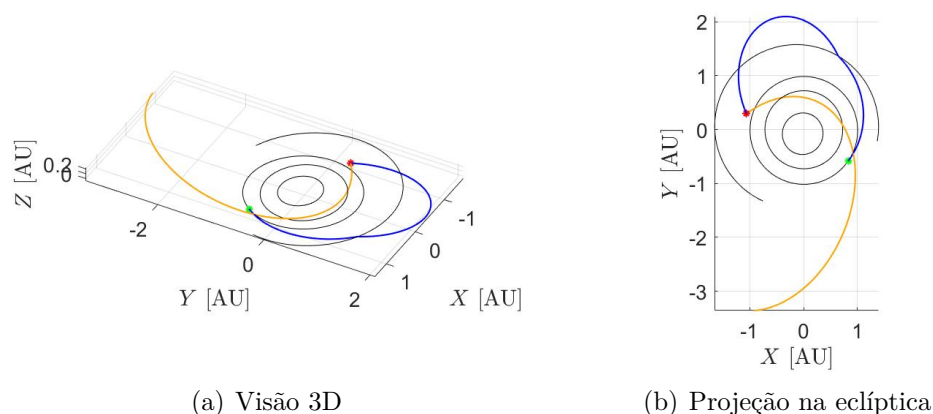 0.2
0
Z [AU]
-2
0
2
Y [AU]
-1
0
1
X [AU]
(a) Visão 3D
2
1
0
-1
-2
-3
Y [AU]
-1 0 1
X [AU]
(b) Projeção na eclíptica